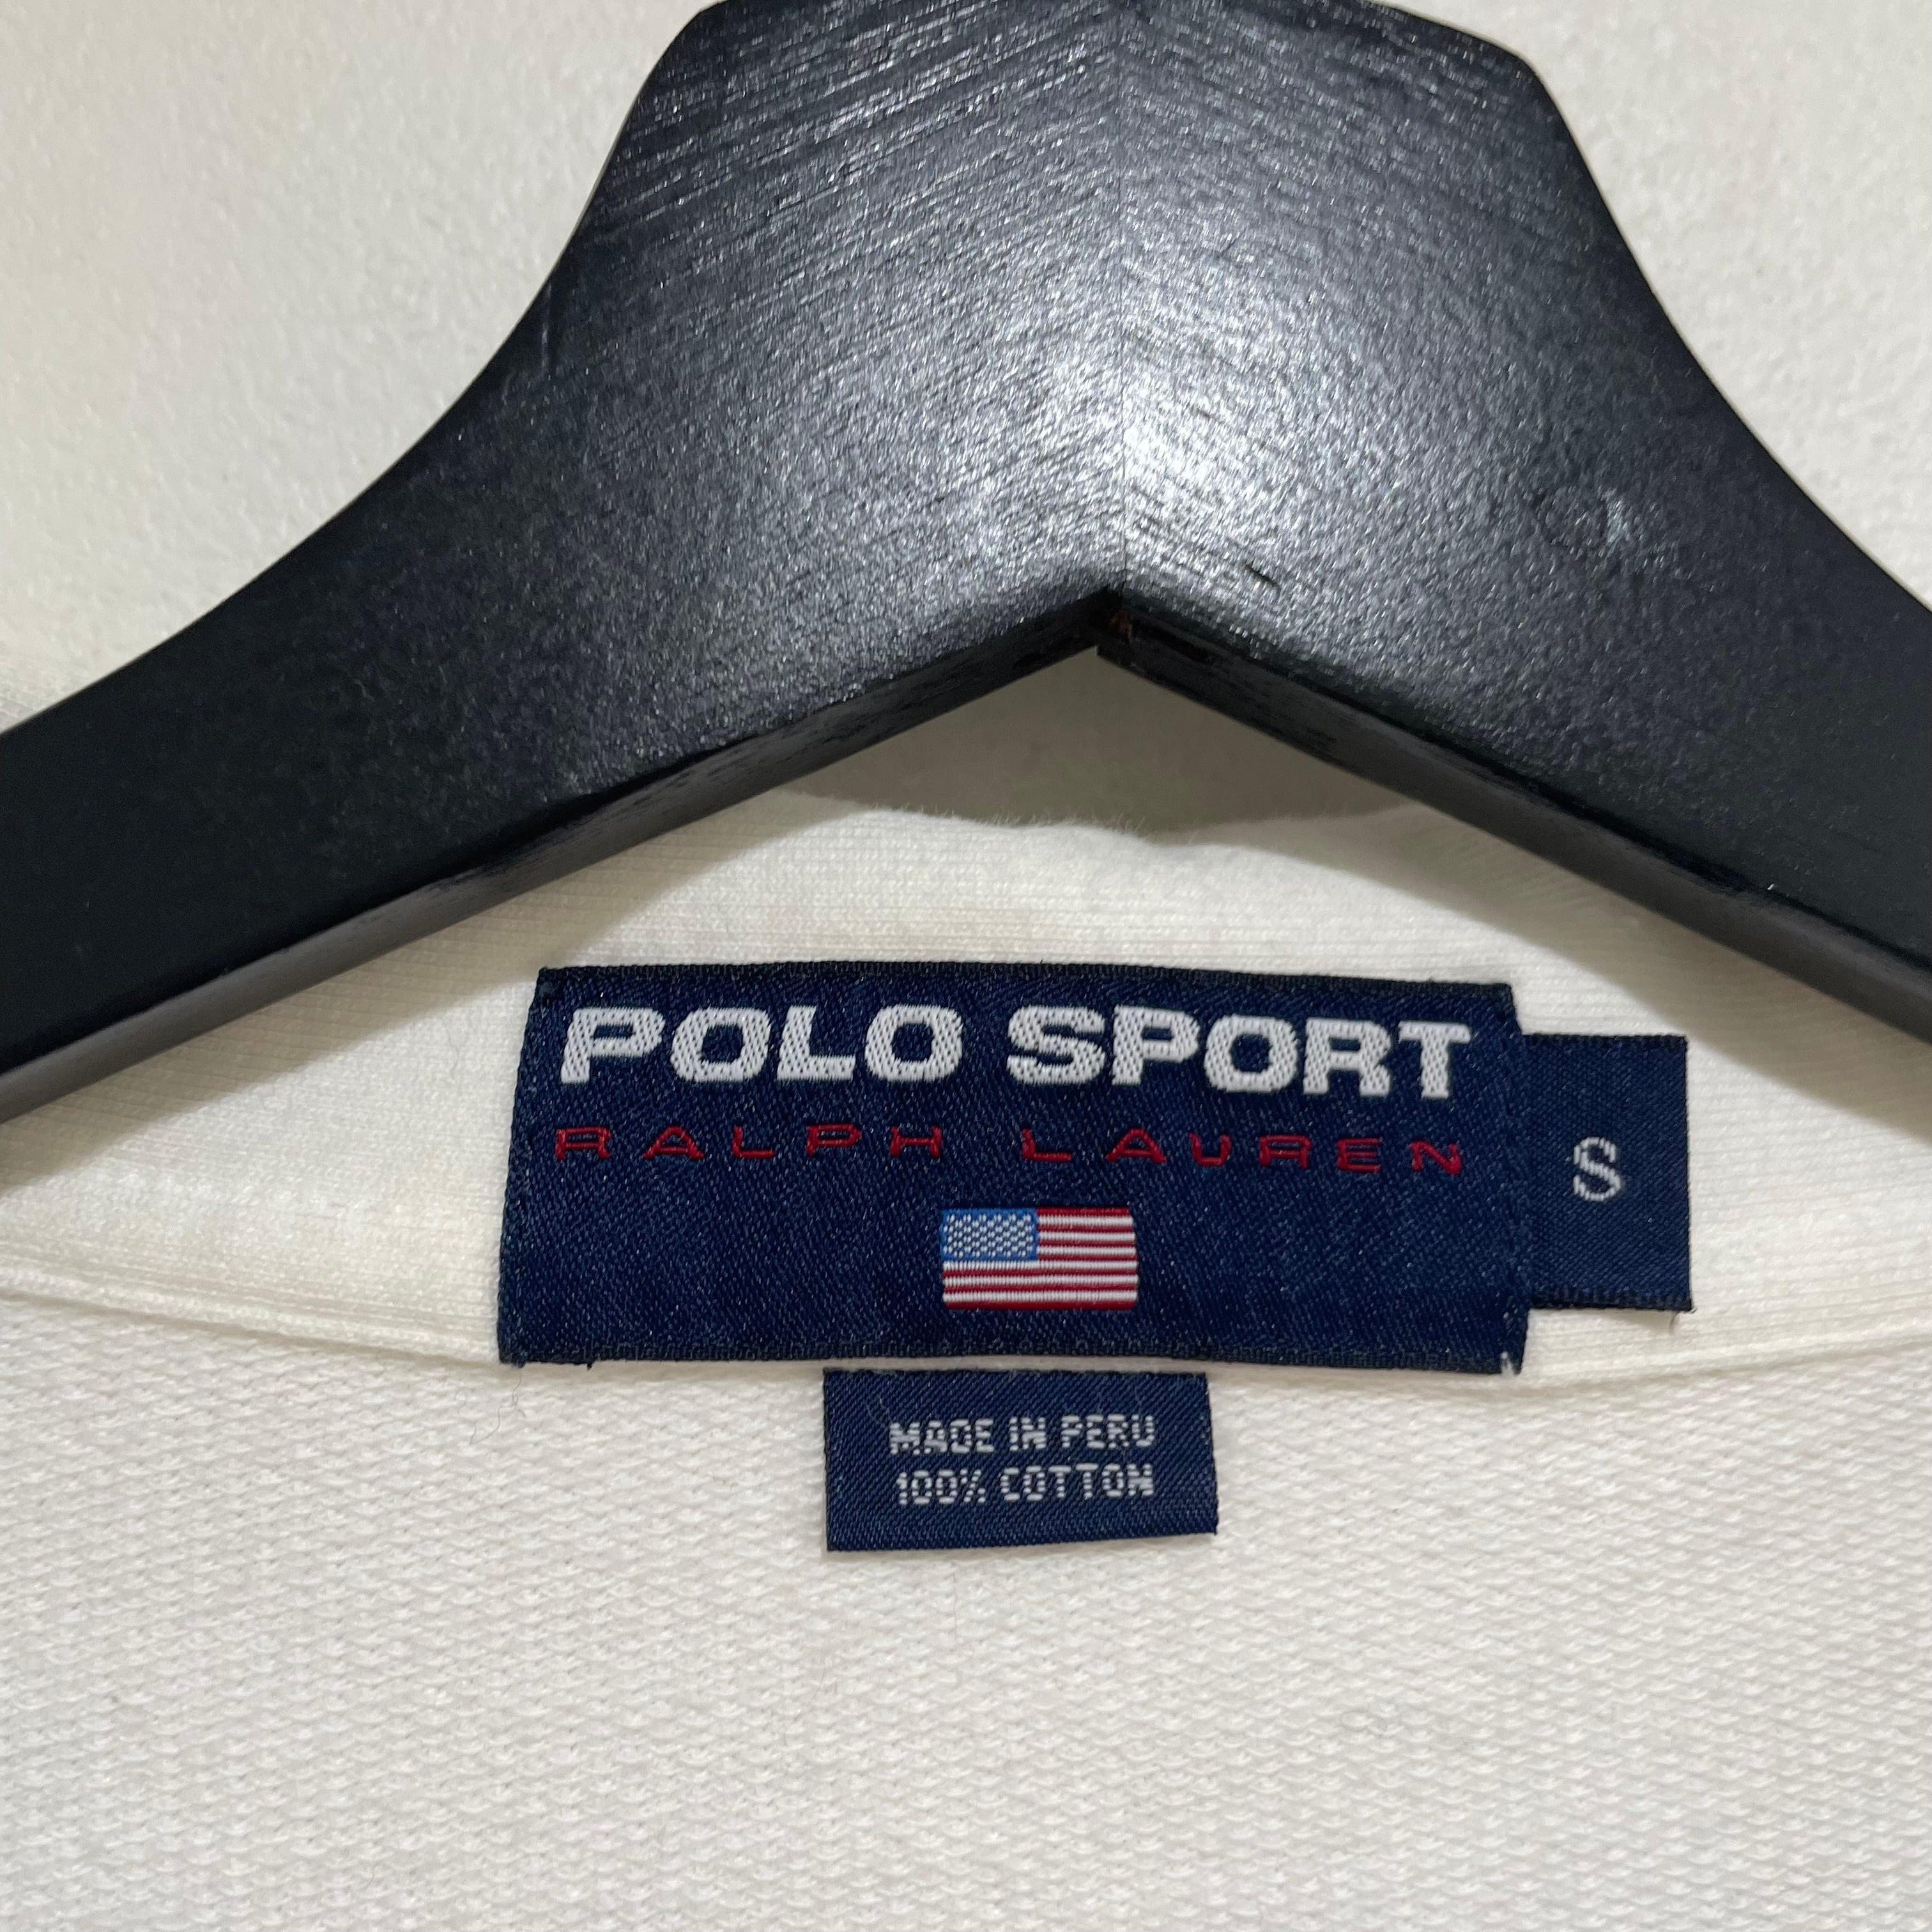 POLO SPORT
RALPH LAUREN
S
MADE IN PERU
100% COTTON